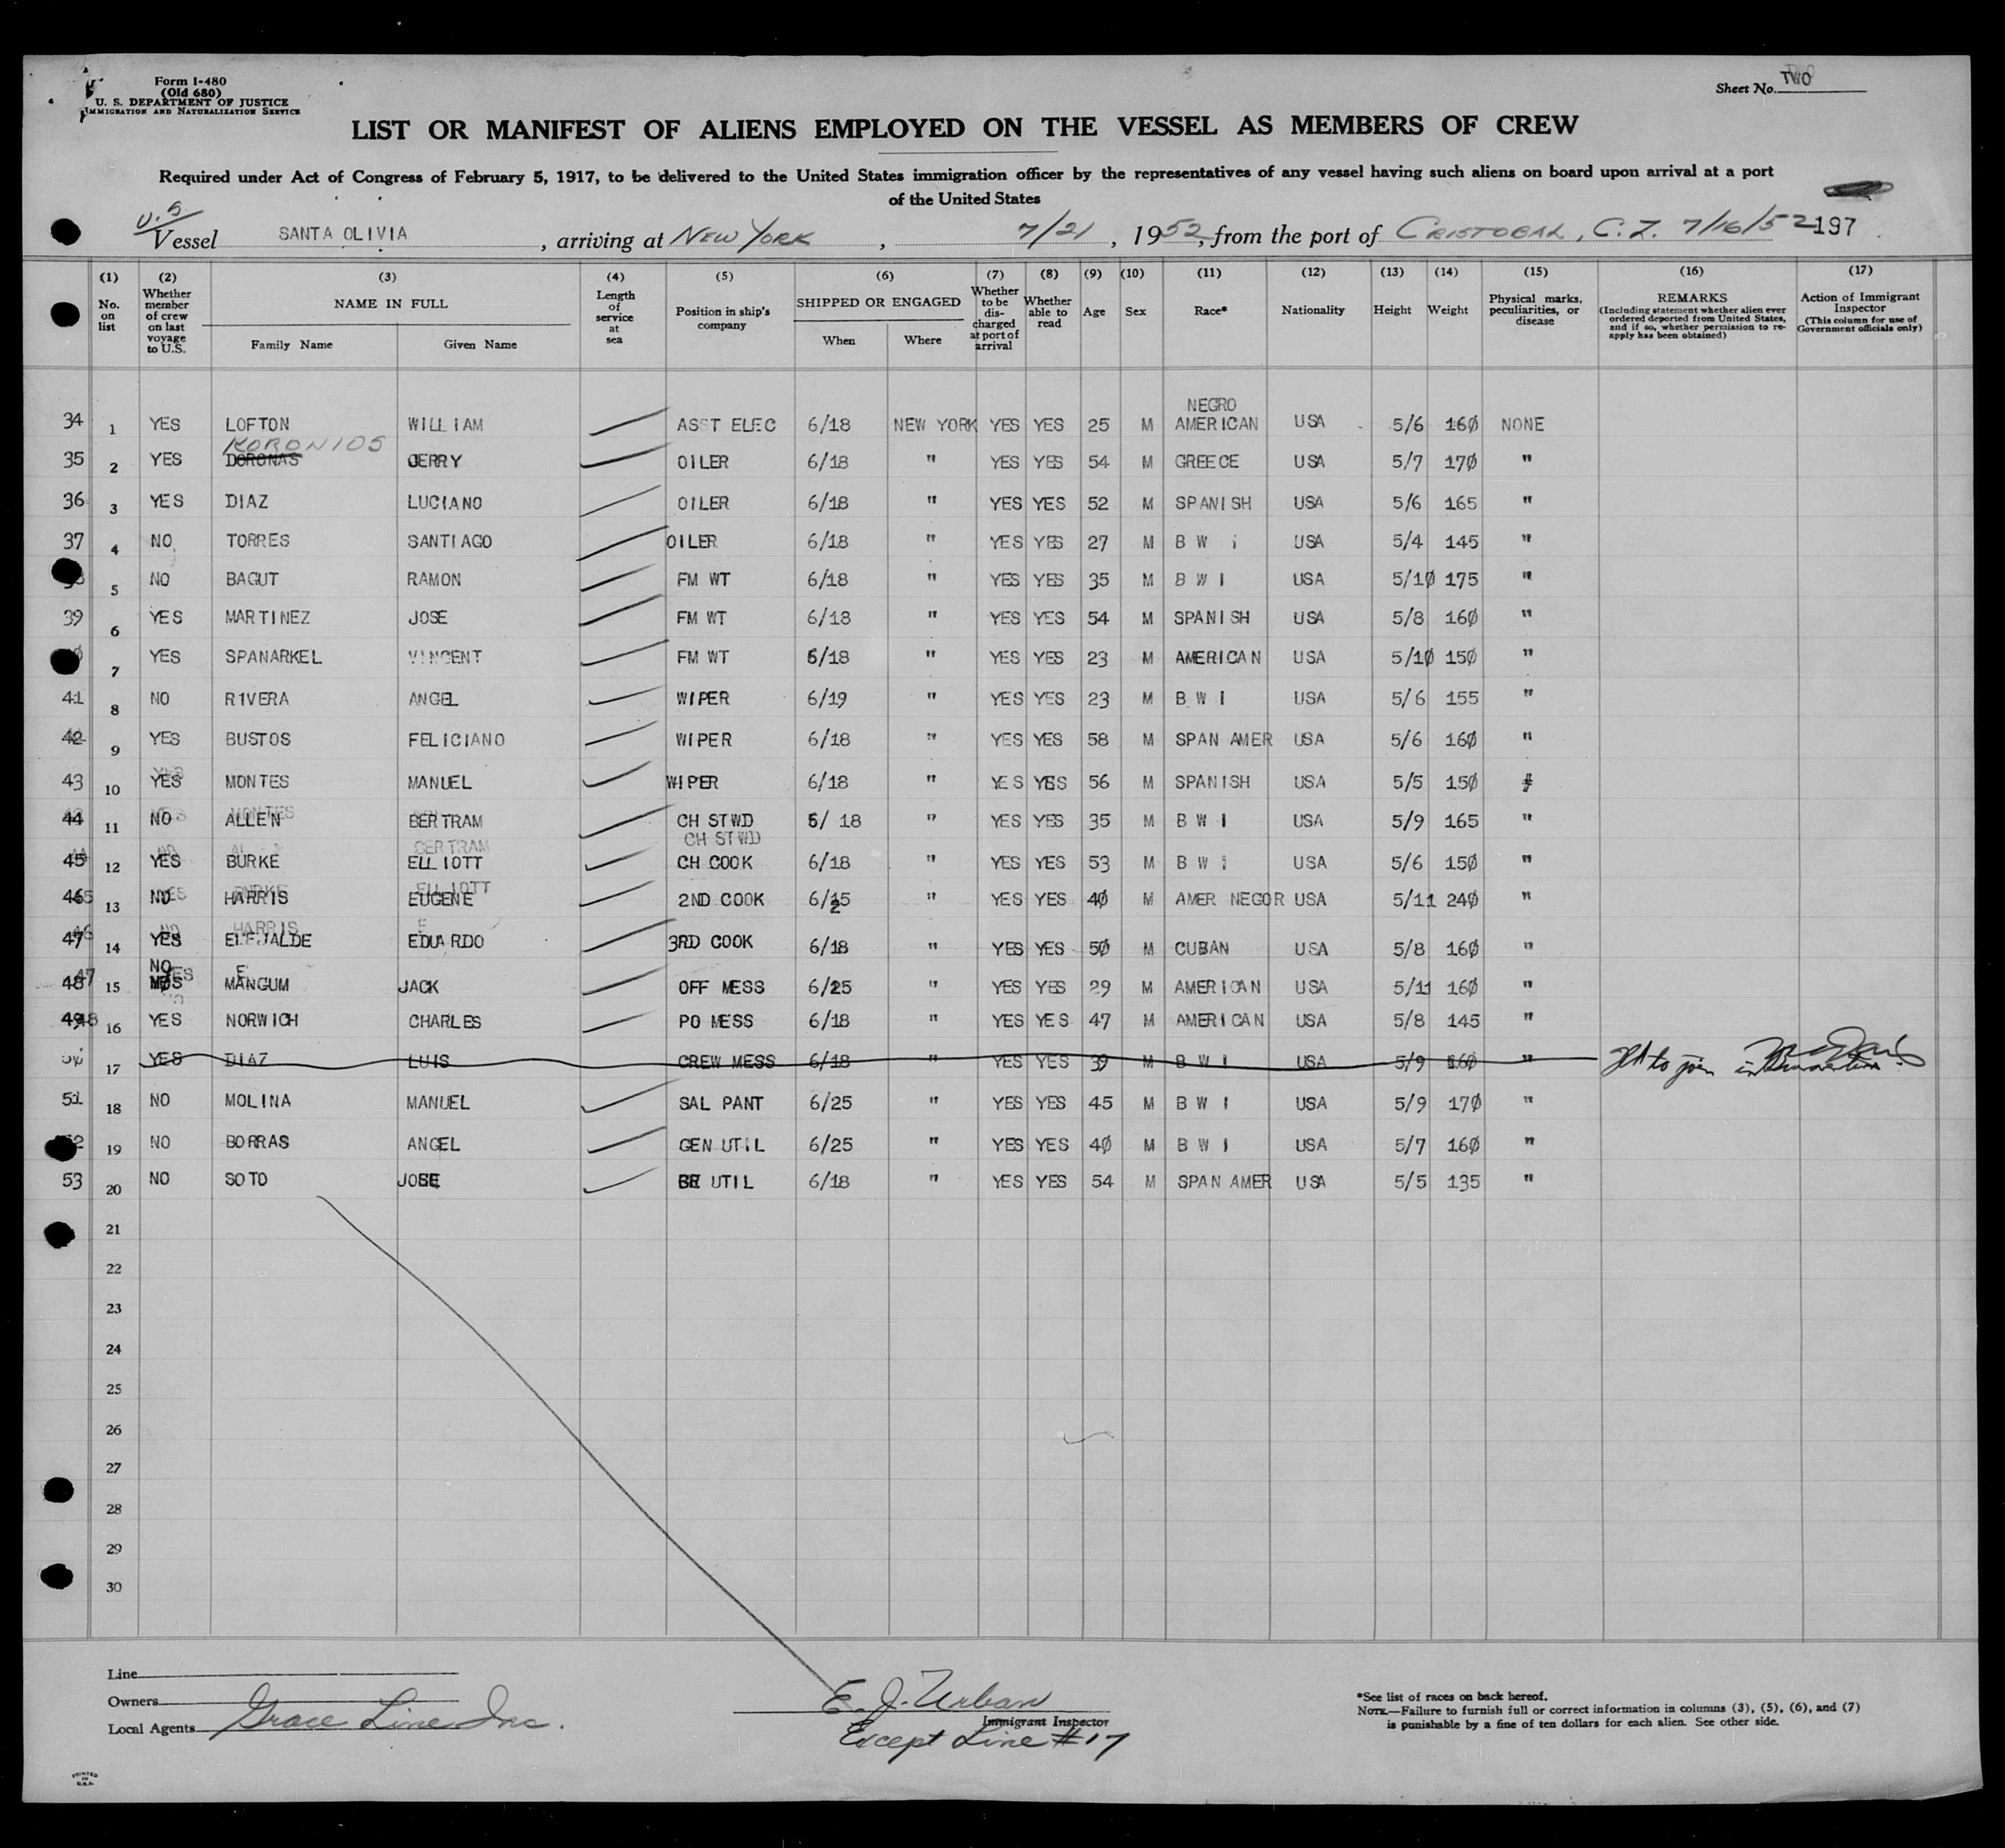 Form I-480
(Old 680)
U. S. DEPARTMENT OF JUSTICE
IMMIGRATION AND NATURALIZATION SERVICE
Sheet No. TWO
LIST OR MANIFEST OF ALIENS EMPLOYED ON THE VESSEL AS MEMBERS OF CREW
Required under Act of Congress of February 5, 1917, to be delivered to the United States immigration officer by the representatives of any vessel having such aliens on board upon arrival at a port
of the United States
U.S
Vessel SANTA OLIVIA, arriving at NEW YORK, 7/21, 1952, from the port of CRISTOBAL, C.Z. 7/16/52 197
(1) No. on list
(2) Whether member of crew on last voyage to U.S.
(3) NAME IN FULL Family Name Given Name
(4) Length of service at sea
(5) Position in ship's company
(6) SHIPPED OR ENGAGED When Where
(7) Whether to be discharged at port of arrival
(8) Whether able to read
(9) Age
(10) Sex
(11) Race*
(12) Nationality
(13) Height
(14) Weight
(15) Physical marks, peculiarities, or disease
(16) REMARKS (Including statement whether alien ever ordered deported from United States, and if so, whether permission to re-apply has been obtained)
(17) Action of Immigrant Inspector (This column for use of Government officials only)
34 1 YES LOFTON WILLIAM ASST ELEC 6/18 NEW YORK YES YES 25 M NEGRO AMERICAN USA 5/6 160 NONE
KORONIOS
35 2 YES DORONAS JERRY OILER 6/18 " YES YES 54 M GREECE USA 5/7 170 "
36 3 YES DIAZ LUCIANO OILER 6/18 " YES YES 52 M SPANISH USA 5/6 165 "
37 4 NO TORRES SANTIAGO OILER 6/18 " YES YES 27 M B W I USA 5/4 145 "
5 NO BAGUT RAMON FM WT 6/18 " YES YES 35 M B W I USA 5/10 175 "
39 6 YES MARTINEZ JOSE FM WT 6/18 " YES YES 54 M SPANISH USA 5/8 160 "
7 YES SPANARKEL VINCENT FM WT 6/18 " YES YES 23 M AMERICAN USA 5/10 150 "
41 8 NO RIVERA ANGEL WIPER 6/19 " YES YES 23 M B W I USA 5/6 155 "
42 9 YES BUSTOS FELICIANO WIPER 6/18 " YES YES 58 M SPAN AMER USA 5/6 160 "
43 10 YES MONTES MANUEL WIPER 6/18 " YES YES 56 M SPANISH USA 5/5 150 "
44 11 NO ALLEN BERTRAM CH STWD 6/18 " YES YES 35 M B W I USA 5/9 165 "
45 12 YES BURKE ELLIOTT CH COOK 6/18 " YES YES 53 M B W I USA 5/6 150 "
46 13 NO HARRIS EUGENE 2ND COOK 6/25 " YES YES 40 M AMER NEGOR USA 5/11 240 "
47 14 YES ELEJALDE EDUARDO 3RD COOK 6/18 " YES YES 50 M CUBAN USA 5/8 160 "
48 15 NO MANGUM JACK OFF MESS 6/25 " YES YES 29 M AMERICAN USA 5/11 160 "
49 16 YES NORWICH CHARLES PO MESS 6/18 " YES YES 47 M AMERICAN USA 5/8 145 "
50 17 YES DIAZ LUIS CREW MESS 6/18 " YES YES 39 M B W I USA 5/9 160 " to join
51 18 NO MOLINA MANUEL SAL PANT 6/25 " YES YES 45 M B W I USA 5/9 170 "
52 19 NO BORRAS ANGEL GEN UTIL 6/25 " YES YES 40 M B W I USA 5/7 160 "
53 20 NO SOTO JOSE UTIL 6/18 " YES YES 54 M SPAN AMER USA 5/5 135 "
21
22
23
24
25
26
27
28
29
30
Line
Owners
Local Agents Grace Line Inc.
E. J. Urban
Immigrant Inspector
Except Line #17
*See list of races on back hereof.
NOTE.—Failure to furnish full or correct information in columns (3), (5), (6), and (7)
is punishable by a fine of ten dollars for each alien. See other side.
PRINTED IN U.S.A.